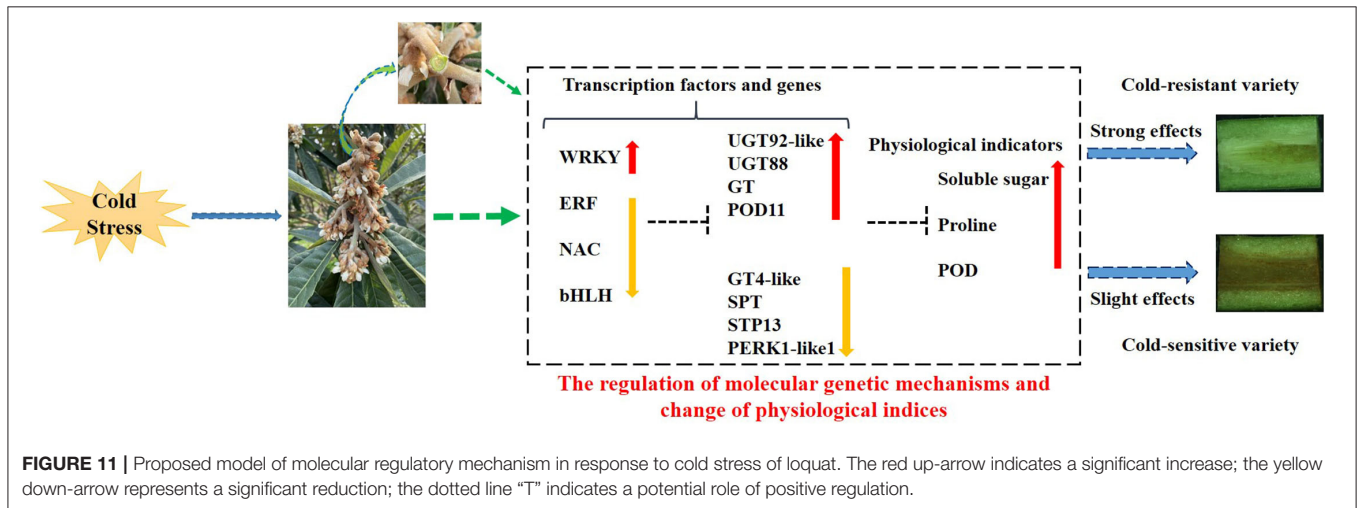 Transcription factors and genes
Cold-resistant variety
Cold
Stress
WRKY
ERF
NAC
bHLH
UGT92-like
UGT88
GT
POD11
GT4-like
SPT
STP13
PERK1-like1
Physiological indicators
Soluble sugar
Proline
POD
Strong effects
Slight effects
Cold-sensitive variety
The regulation of molecular genetic mechanisms and
change of physiological indices
FIGURE 11 | Proposed model of molecular regulatory mechanism in response to cold stress of loquat. The red up-arrow indicates a significant increase; the yellow
down-arrow represents a significant reduction; the dotted line “T” indicates a potential role of positive regulation.